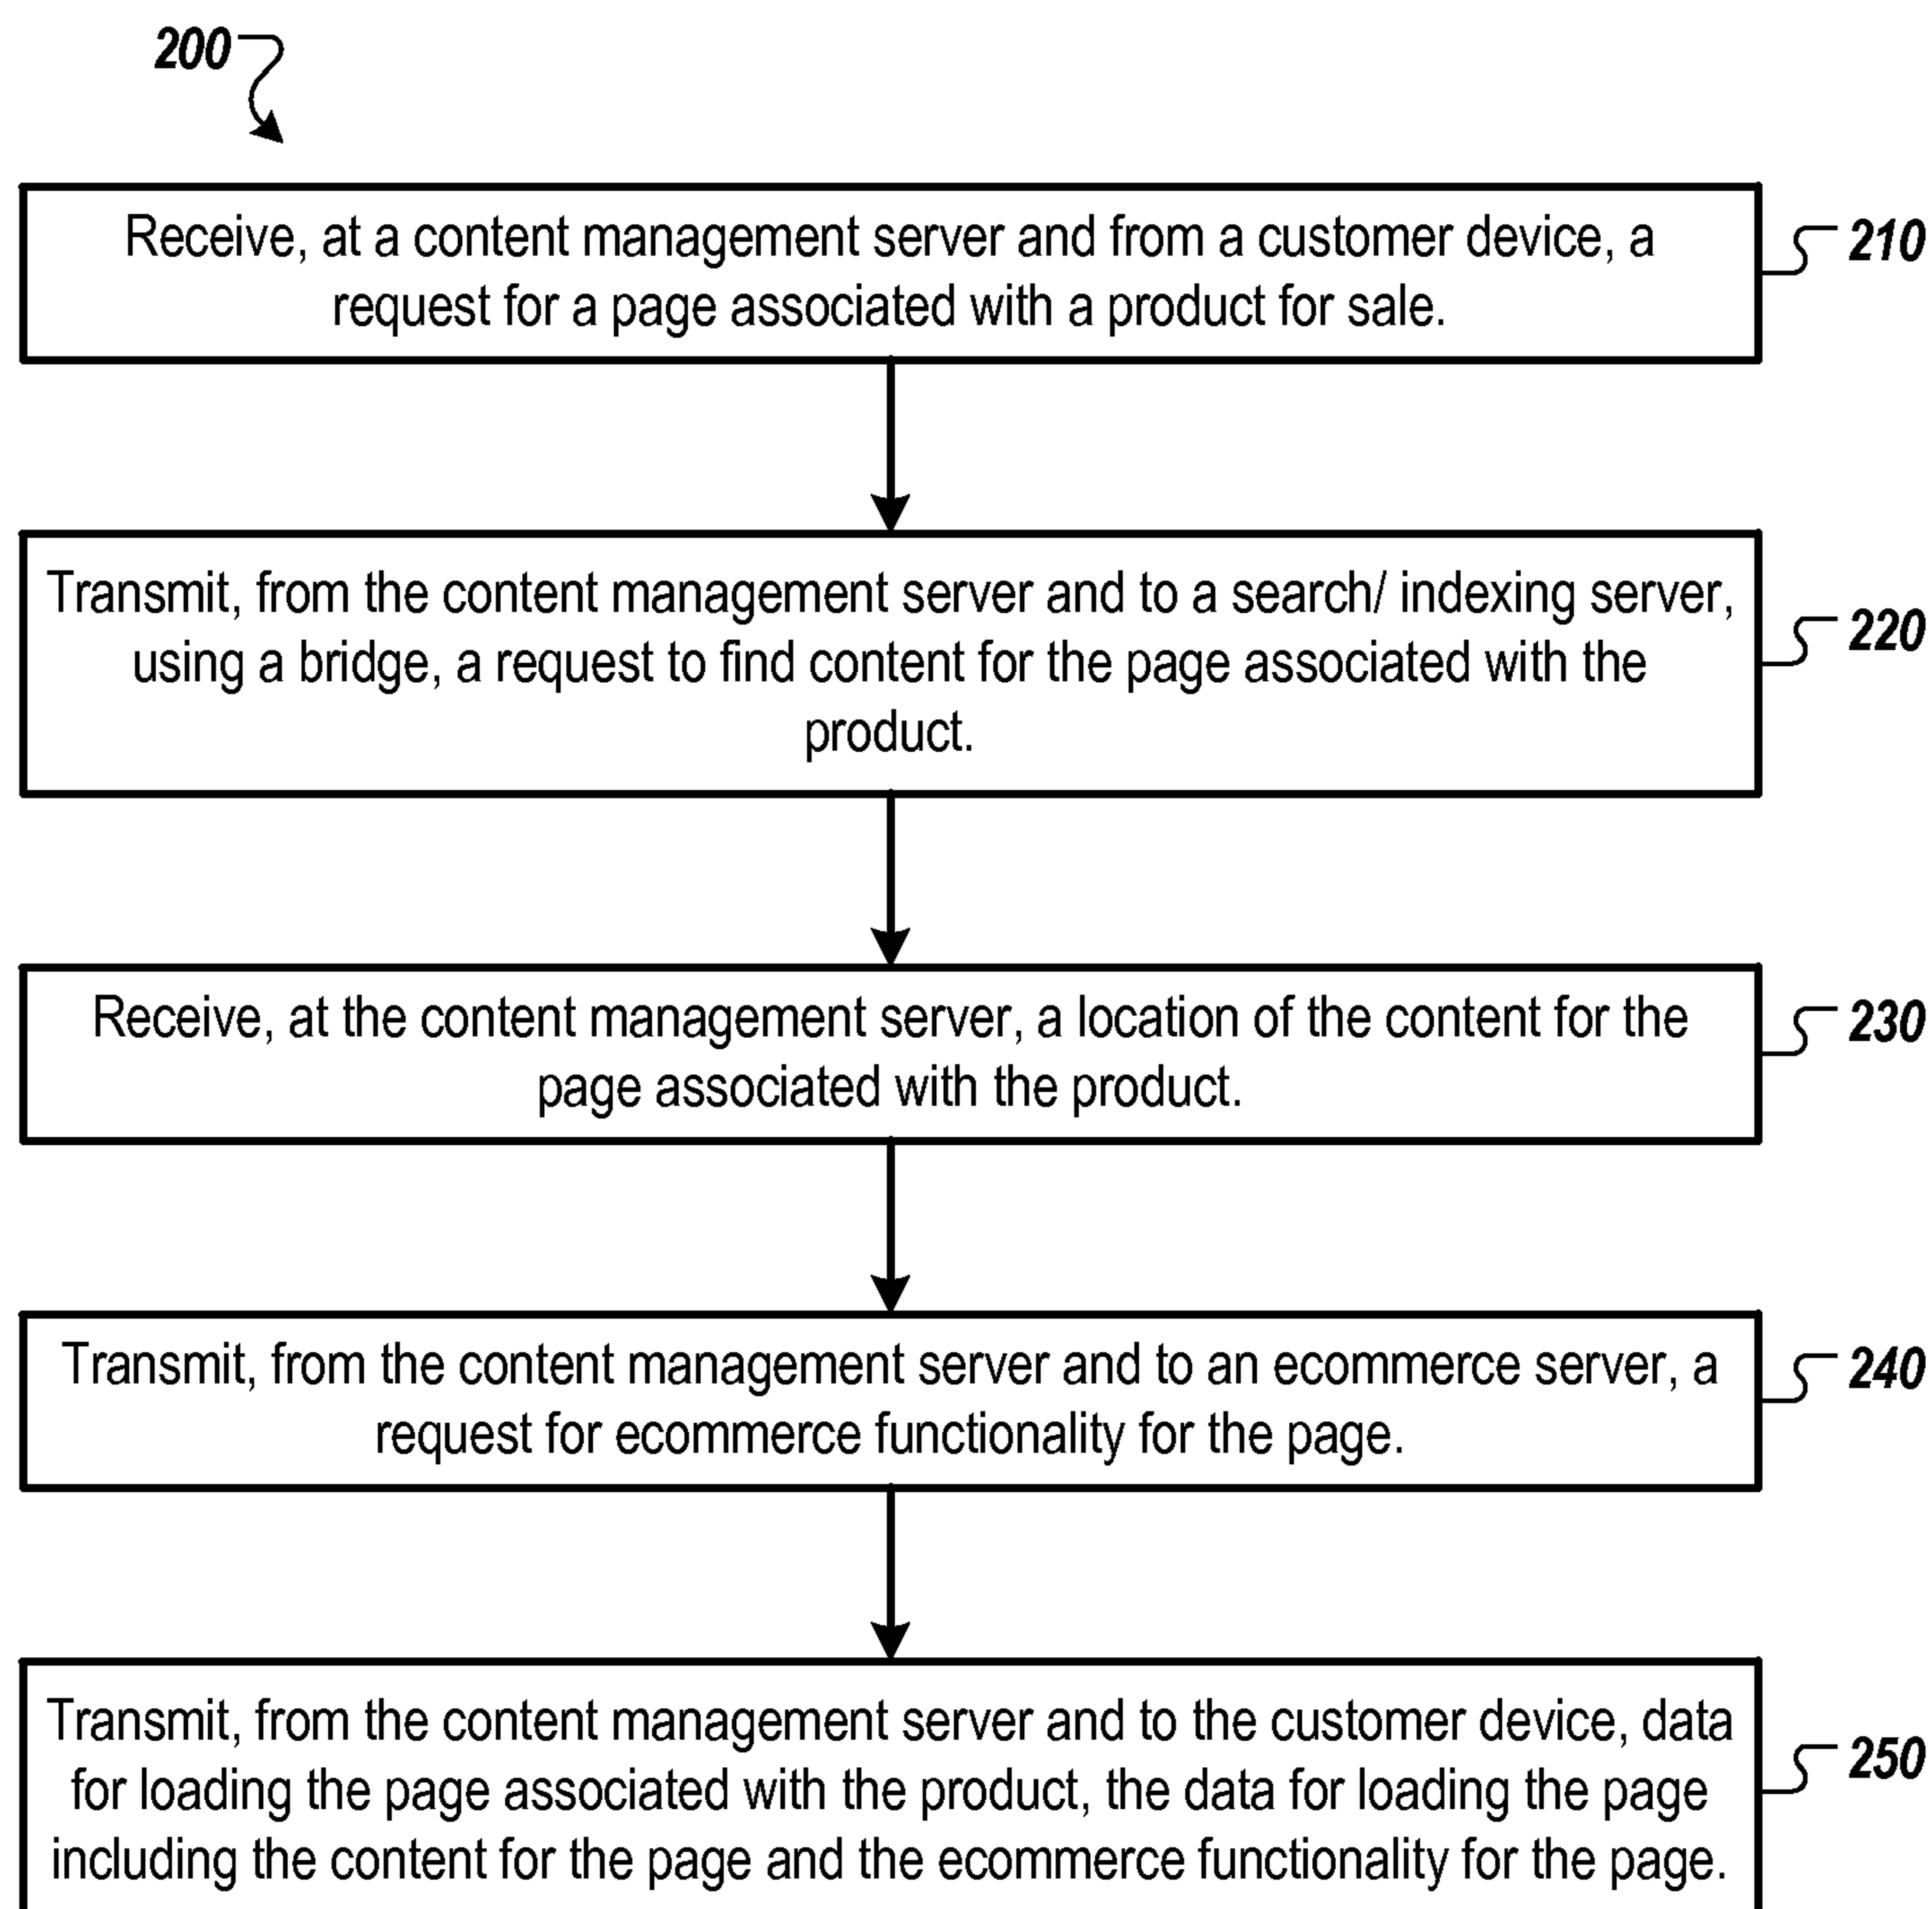 200
Receive, at a content management server and from a customer device, a
request for a page associated with a product for sale.
210
Transmit, from the content management server and to a search/ indexing server,
using a bridge, a request to find content for the page associated with the
product.
220
Receive, at the content management server, a location of the content for the
page associated with the product.
230
Transmit, from the content management server and to an ecommerce server, a
request for ecommerce functionality for the page.
240
Transmit, from the content management server and to the customer device, data
for loading the page associated with the product, the data for loading the page
including the content for the page and the ecommerce functionality for the page.
250